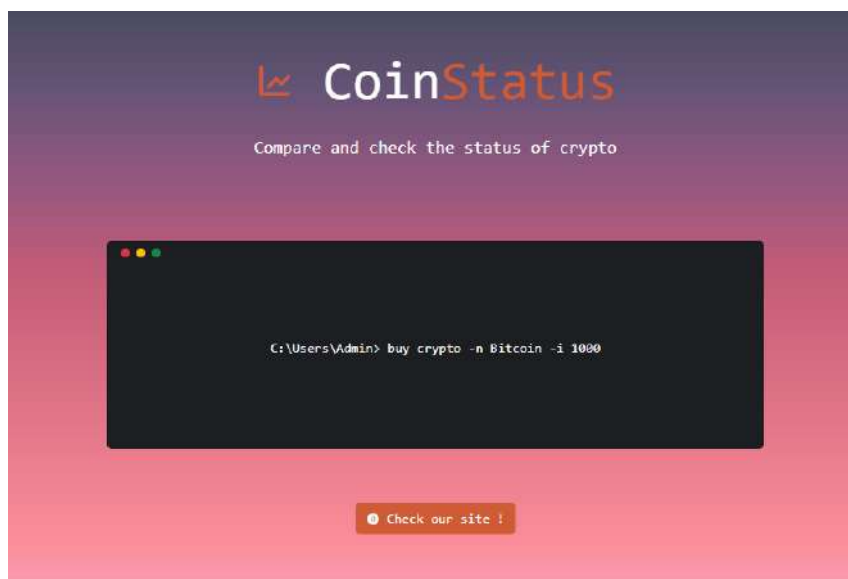 CoinStatus
Compare and check the status of crypto
C:\Users\Admin> buy crypto -n Bitcoin -i 1000
Check our site !